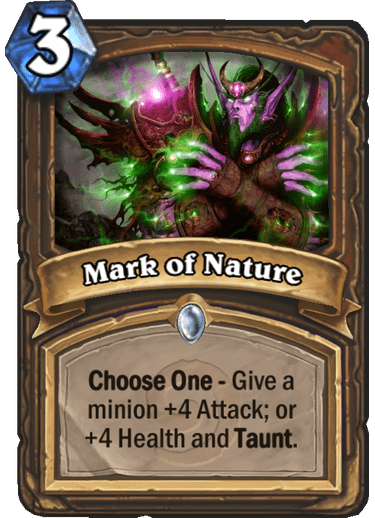 3
Mark of Nature
Choose One - Give a
minion +4 Attack; or
+4 Health and Taunt.